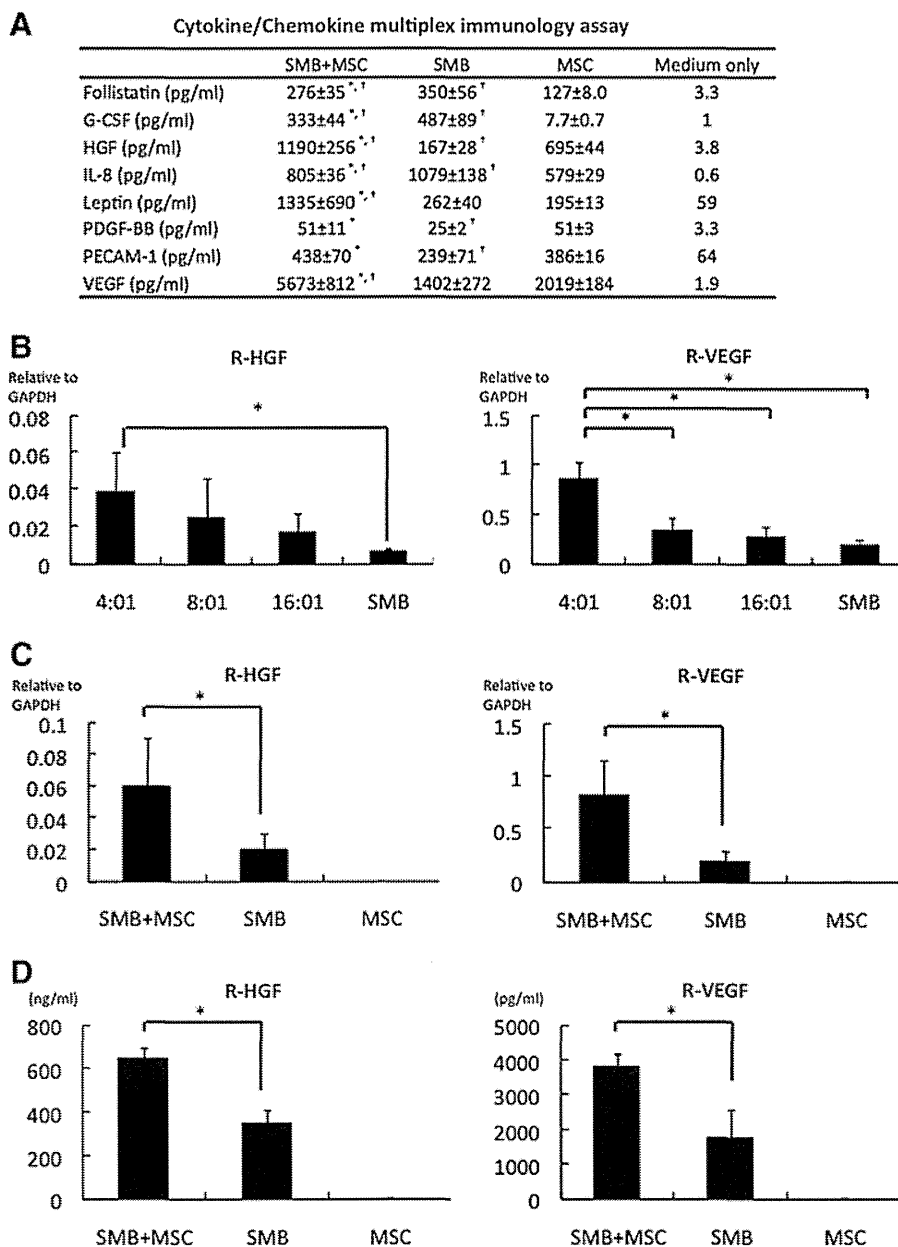 A
Cytokine/Chemokine multiplex immunology assay
SMB+MSC SMB MSC Medium only
Follistatin (pg/ml) 276±35 *,† 350±56 † 127±8.0 3.3
G-CSF (pg/ml) 333±44 *,† 487±89 † 7.7±0.7 1
HGF (pg/ml) 1190±256 *,† 167±28 † 695±44 3.8
IL-8 (pg/ml) 805±36 *,† 1079±138 † 579±29 0.6
Leptin (pg/ml) 1335±690 *,† 262±40 195±13 59
PDGF-BB (pg/ml) 51±11 * 25±2 † 51±3 3.3
PECAM-1 (pg/ml) 438±70 * 239±71 † 386±16 64
VEGF (pg/ml) 5673±812 *,† 1402±272 2019±184 1.9
B
R-HGF
Relative to
GAPDH
0.08
0.06
0.04
0.02
0
*
4:01 8:01 16:01 SMB
R-VEGF
Relative to
GAPDH
1.5
1
0.5
0
*
*
*
4:01 8:01 16:01 SMB
C
R-HGF
Relative to
GAPDH
0.1
0.08
0.06
0.04
0.02
0
*
SMB+MSC SMB MSC
R-VEGF
Relative to
GAPDH
1.5
1
0.5
0
*
SMB+MSC SMB MSC
D
R-HGF
(ng/ml)
800
600
400
200
0
*
SMB+MSC SMB MSC
R-VEGF
(pg/ml)
5000
4000
3000
2000
1000
0
*
SMB+MSC SMB MSC